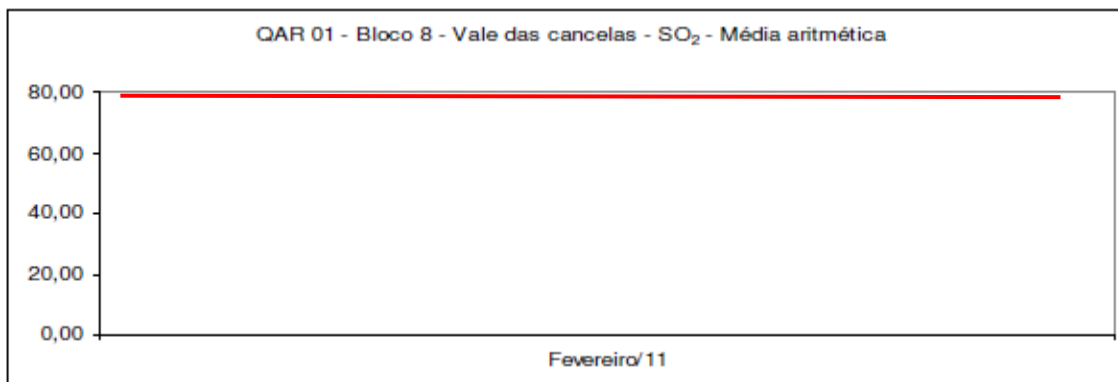 QAR 01 - Bloco 8 - Vale das cancelas - SO₂ - Média aritmética
80,00
60,00
40,00
20,00
0,00
Fevereiro/11